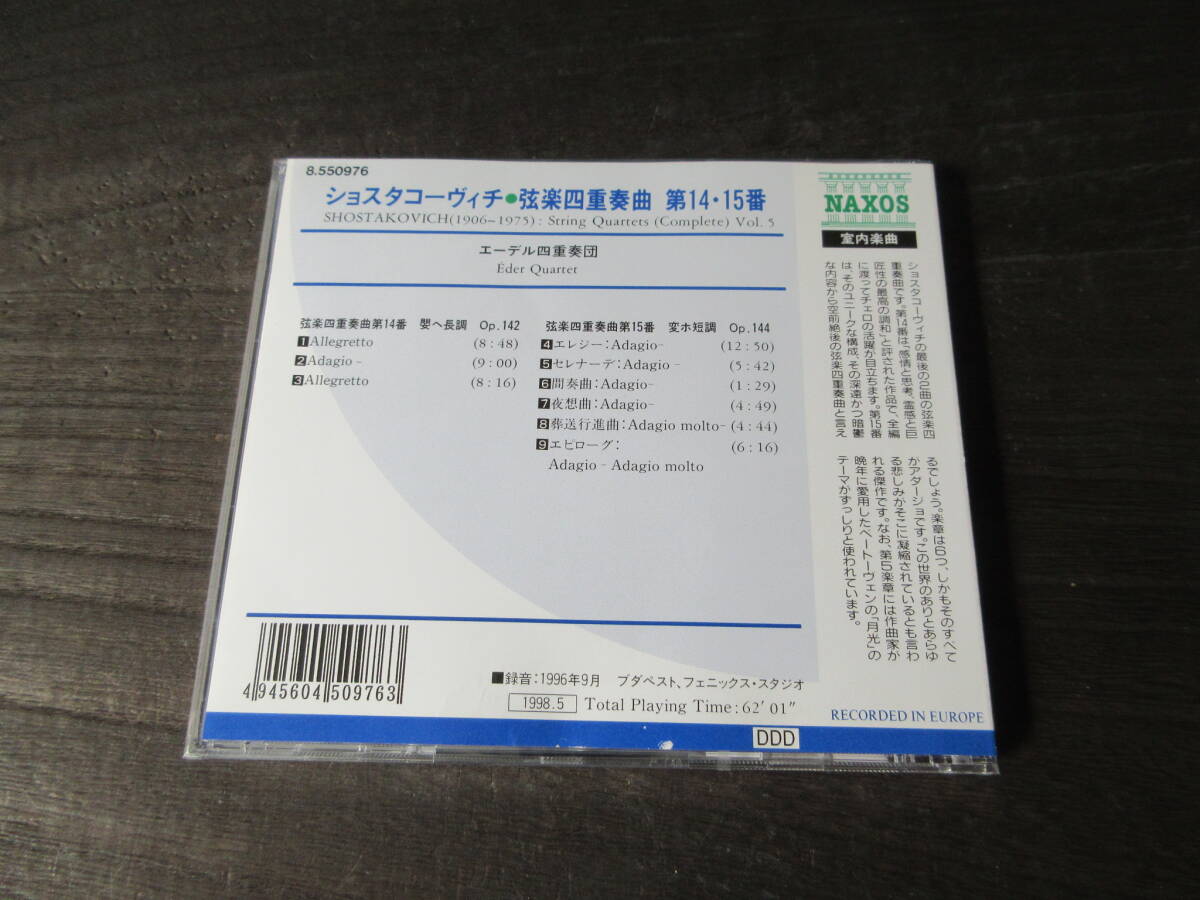 8.550976
ショスタコーヴィチ●弦楽四重奏曲 第14・15番
SHOSTAKOVICH(1906-1975): String Quartets (Complete) Vol. 5
エーデル四重奏団
Éder Quartet
弦楽四重奏曲第14番 嬰ヘ長調 Op.142
1 Allegretto (8:48)
2 Adagio - (9:00)
3 Allegretto (8:16)
弦楽四重奏曲第15番 変ホ短調 Op.144
4 エレジー:Adagio- (12:50)
5 セレナーデ:Adagio - (5:42)
6 間奏曲:Adagio- (1:29)
7 夜想曲:Adagio- (4:49)
8 葬送行進曲:Adagio molto- (4:44)
9 エピローグ: (6:16)
Adagio - Adagio molto
4945604509763
■録音:1996年9月 ブダペスト、フェニックス・スタジオ
1998.5 Total Playing Time:62′01″
DDD
NAXOS
室内楽曲
ショスタコーヴィチの最後の2曲の弦楽四
重奏曲です。第14番は、「感情と思考、霊感と巨
匠性の最高の調和」と評された作品で、全編
に渡ってチェロの活躍が目立ちます。第15番
は、そのユニークな構成、その深遠かつ暗鬱
な内容から空前絶後の弦楽四重奏曲と言え
るでしょう。楽章は6つ、しかもそのすべて
がアダージョです。この世界のありとあらゆ
る悲しみがそこに凝縮されているとも言わ
れる傑作です。なお、第5楽章には作曲家が
晩年に愛用したベートーヴェンの「月光」の
テーマがずっしりと使われています。
RECORDED IN EUROPE